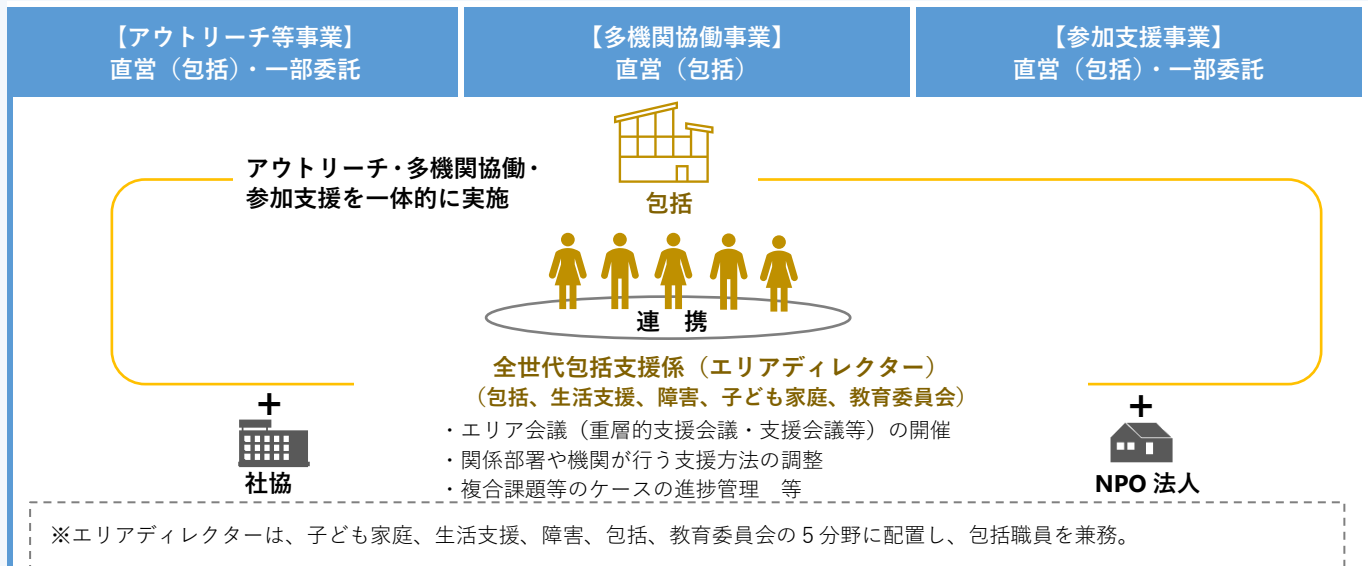 【アウトリーチ等事業】
直営（包括）・一部委託
【多機関協働事業】
直営（包括）
【参加支援事業】
直営（包括）・一部委託
アウトリーチ・多機関協働・
参加支援を一体的に実施
包括
連　携
全世代包括支援係（エリアディレクター）
（包括、生活支援、障害、子ども家庭、教育委員会）
・エリア会議（重層的支援会議・支援会議等）の開催
・関係部署や機関が行う支援方法の調整
・複合課題等のケースの進捗管理　等
+
社協
+
NPO 法人
※エリアディレクターは、子ども家庭、生活支援、障害、包括、教育委員会の５分野に配置し、包括職員を兼務。